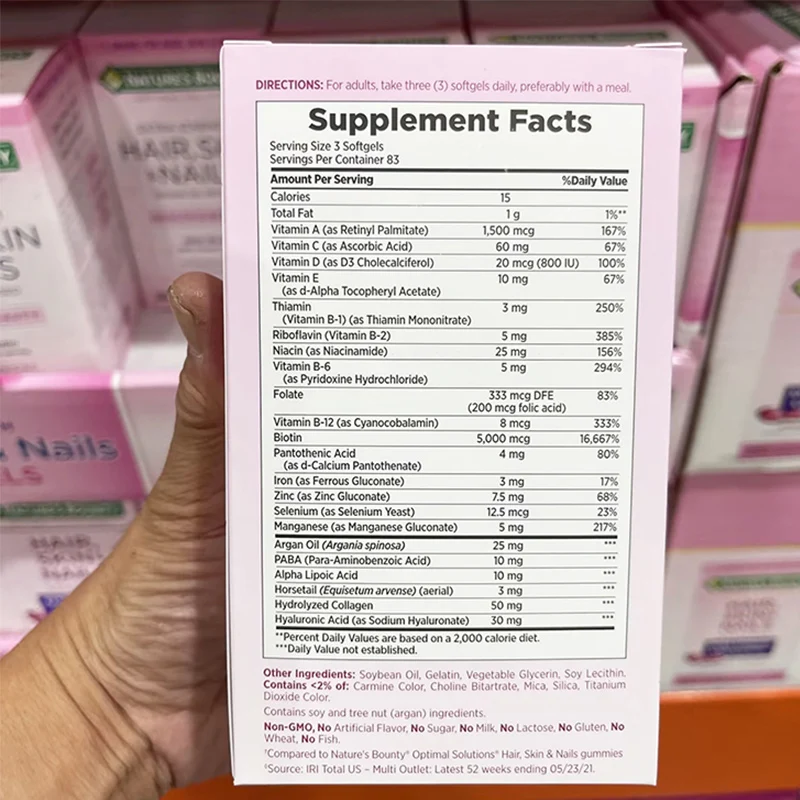 DIRECTIONS: For adults, take three (3) softgels daily, preferably with a meal.
Supplement Facts
Serving Size 3 Softgels
Servings Per Container 83
Amount Per Serving %Daily Value
Calories 15
Total Fat 1 g 1%**
Vitamin A (as Retinyl Palmitate) 1,500 mcg 167%
Vitamin C (as Ascorbic Acid) 60 mg 67%
Vitamin D (as D3 Cholecalciferol) 20 mcg (800 IU) 100%
Vitamin E 10 mg 67%
(as d-Alpha Tocopheryl Acetate)
Thiamin 3 mg 250%
(Vitamin B-1) (as Thiamin Mononitrate)
Riboflavin (Vitamin B-2) 5 mg 385%
Niacin (as Niacinamide) 25 mg 156%
Vitamin B-6 5 mg 294%
(as Pyridoxine Hydrochloride)
Folate 333 mcg DFE 83%
(200 mcg folic acid)
Vitamin B-12 (as Cyanocobalamin) 8 mcg 333%
Biotin 5,000 mcg 16,667%
Pantothenic Acid 4 mg 80%
(as d-Calcium Pantothenate)
Iron (as Ferrous Gluconate) 3 mg 17%
Zinc (as Zinc Gluconate) 7.5 mg 68%
Selenium (as Selenium Yeast) 12.5 mcg 23%
Manganese (as Manganese Gluconate) 5 mg 217%
Argan Oil (Argania spinosa) 25 mg ***
PABA (Para-Aminobenzoic Acid) 10 mg ***
Alpha Lipoic Acid 10 mg ***
Horsetail (Equisetum arvense) (aerial) 3 mg ***
Hydrolyzed Collagen 50 mg ***
Hyaluronic Acid (as Sodium Hyaluronate) 30 mg ***
**Percent Daily Values are based on a 2,000 calorie diet.
***Daily Value not established.
Other Ingredients: Soybean Oil, Gelatin, Vegetable Glycerin, Soy Lecithin.
Contains <2% of: Carmine Color, Choline Bitartrate, Mica, Silica, Titanium
Dioxide Color.
Contains soy and tree nut (argan) ingredients.
Non-GMO, No Artificial Flavor, No Sugar, No Milk, No Lactose, No Gluten, No
Wheat, No Fish.
†Compared to Nature's Bounty® Optimal Solutions® Hair, Skin & Nails gummies
‡Source: IRI Total US – Multi Outlet: Latest 52 weeks ending 05/23/21.
& Nails